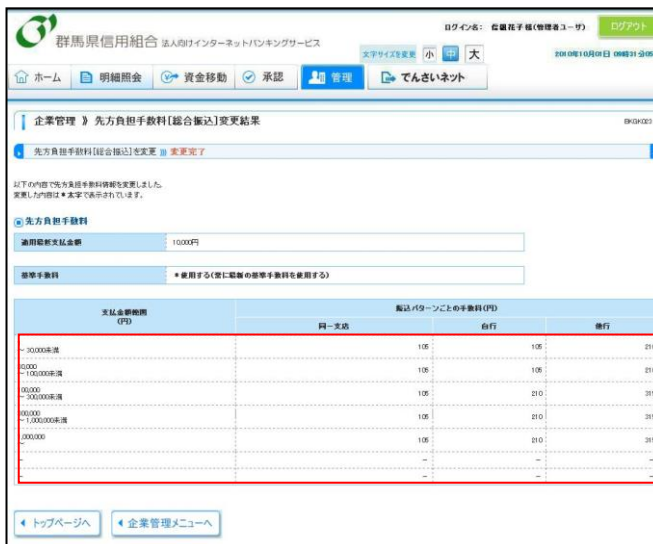 群馬県信用組合 法人向けインターネットバンキングサービス
ログイン名: 信組花子様(管理者ユーザ)
ログアウト
文字サイズを変更 小 中 大
2010年10月01日 09時31分05
ホーム 明細照会 資金移動 承認 管理 でんさいネット
企業管理 》 先方負担手数料[総合振込]変更結果
BKGK023
先方負担手数料[総合振込]を変更 》 変更完了
以下の内容で先方負担手数料情報を変更しました。
変更した内容は*太字で表示されています。
先方負担手数料
適用最低支払金額 10,000円
基準手数料 *使用する(常に最新の基準手数料を使用する)
支払金額範囲(円) 振込パターンごとの手数料(円)
同一支店 自行 他行
~ 30,000未満 105 105 21
0,000
~ 100,000未満 105 105 21
00,000
~ 300,000未満 105 210 31
00,000
~ 1,000,000未満 105 210 31
,000,000
~ 105 210 31
- - -
- - -
トップページへ 企業管理メニューへ